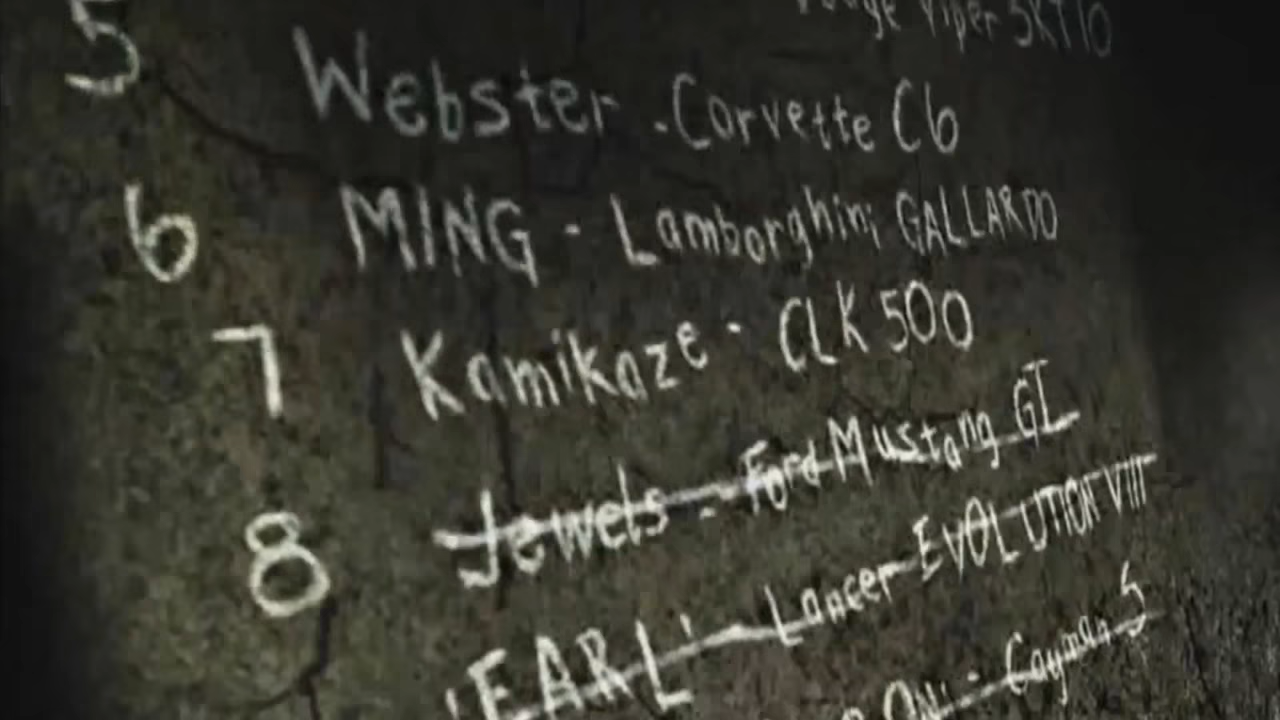 Viper SRT10
5 Webster - Corvette C6
6 MING - Lamborghini GALLARDO
7 Kamikaze - CLK 500
8 Jewels - Ford Mustang GT
'EARL' - Lancer EVOLUTION VIII
Cayman S